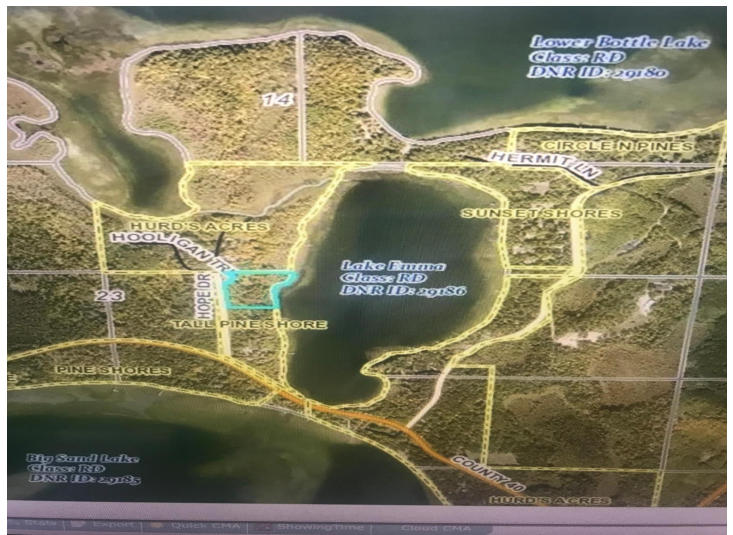 Lower Bottle Lake
Class: RD
DNR ID: 29180
14
CIRCLE N PINES
HERMIT LN
HURD'S ACRES
SUNSET SHORES
HOOLIGAN TR
Lake Emma
Class: RD
DNR ID: 29186
23
HOPE DR
TALL PINE SHORE
PINE SHORES
Big Sand Lake
Class: RD
DNR ID: 29185
COUNTY 40
HURD'S ACRES
Stats
Export
Quick CMA
ShowingTime
Cloud CMA